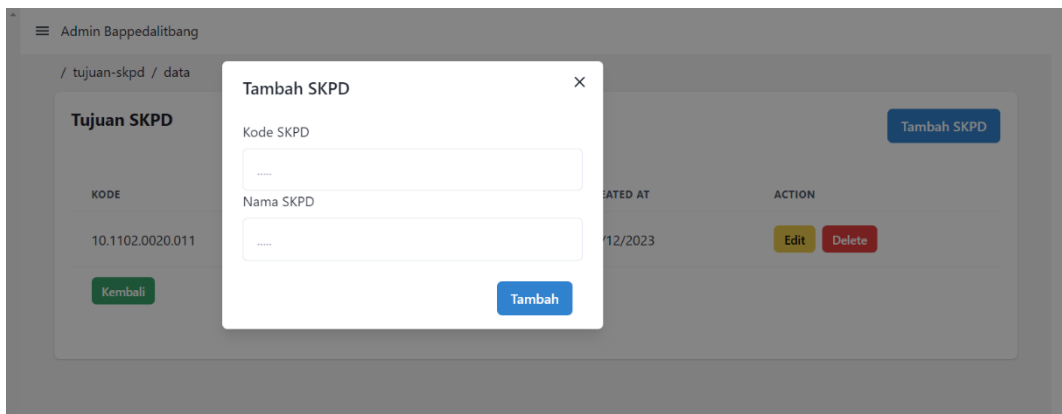 Admin Bappedalitbang
/ tujuan-skpd / data
Tambah SKPD
Tujuan SKPD
Tambah SKPD
Kode SKPD
.....
KODE
EATED AT
ACTION
Nama SKPD
10.1102.0020.011
.....
/12/2023
Edit
Delete
Kembali
Tambah